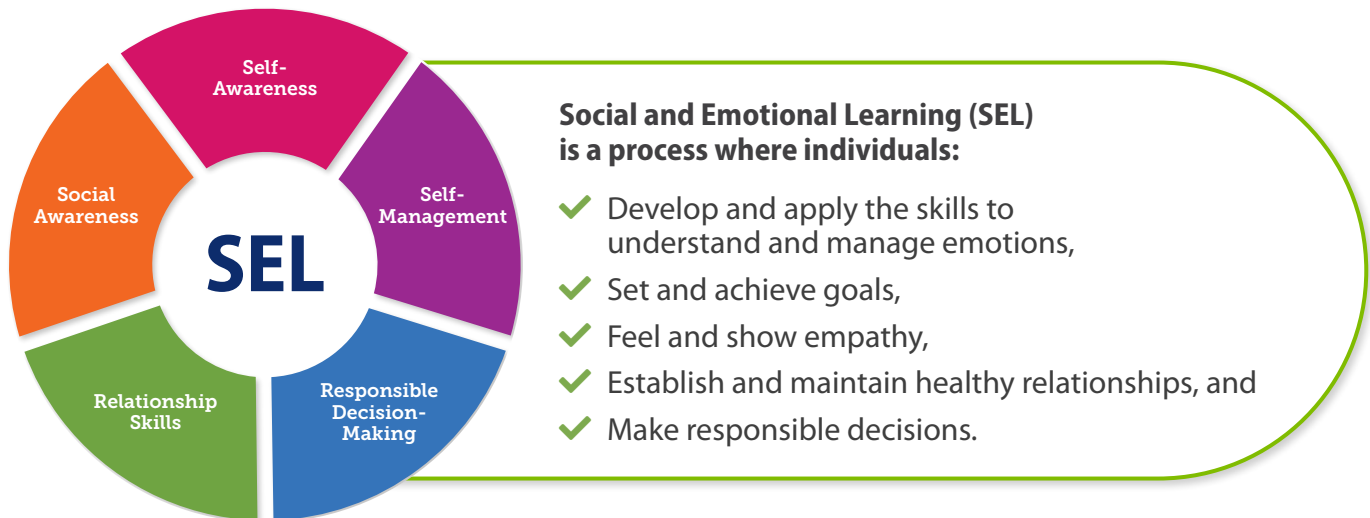 Self-
Awareness
Social
Awareness
Self-
Management
SEL
Relationship
Skills
Responsible
Decision-
Making
Social and Emotional Learning (SEL)
is a process where individuals:
Develop and apply the skills to
understand and manage emotions,
Set and achieve goals,
Feel and show empathy,
Establish and maintain healthy relationships, and
Make responsible decisions.